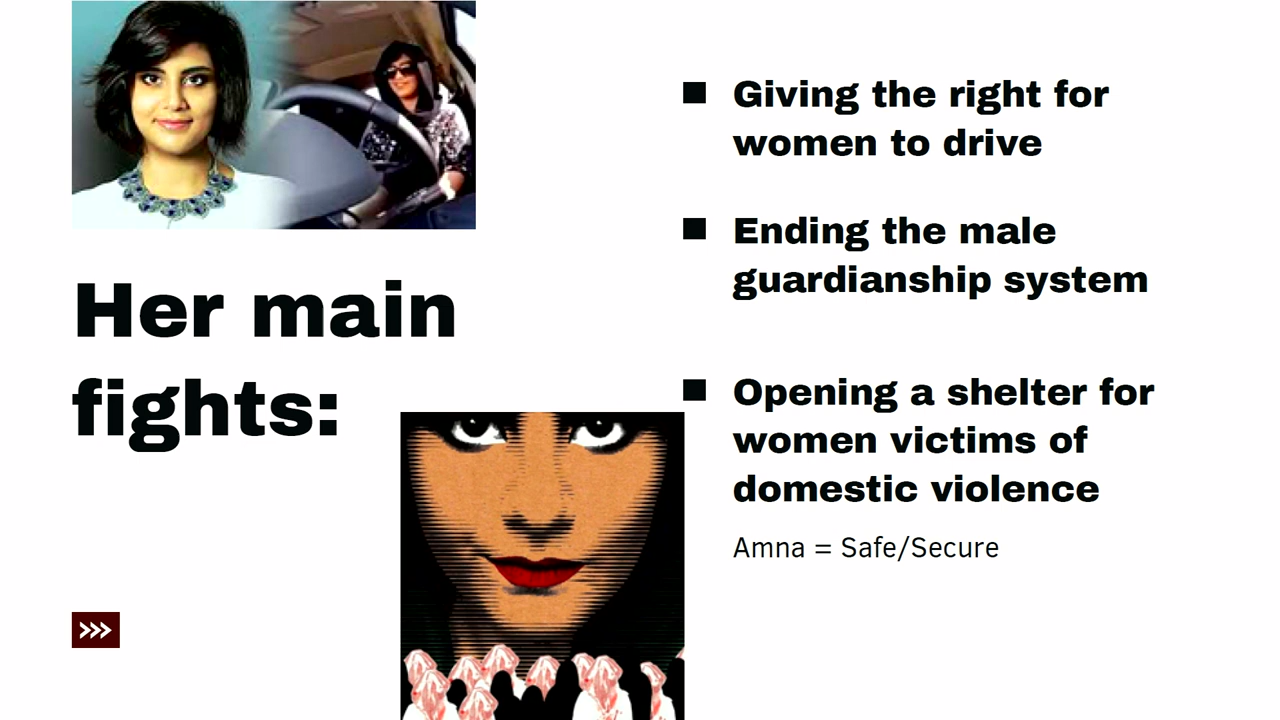 Her main
fights:
Giving the right for
women to drive
Ending the male
guardianship system
Opening a shelter for
women victims of
domestic violence
Amna = Safe/Secure